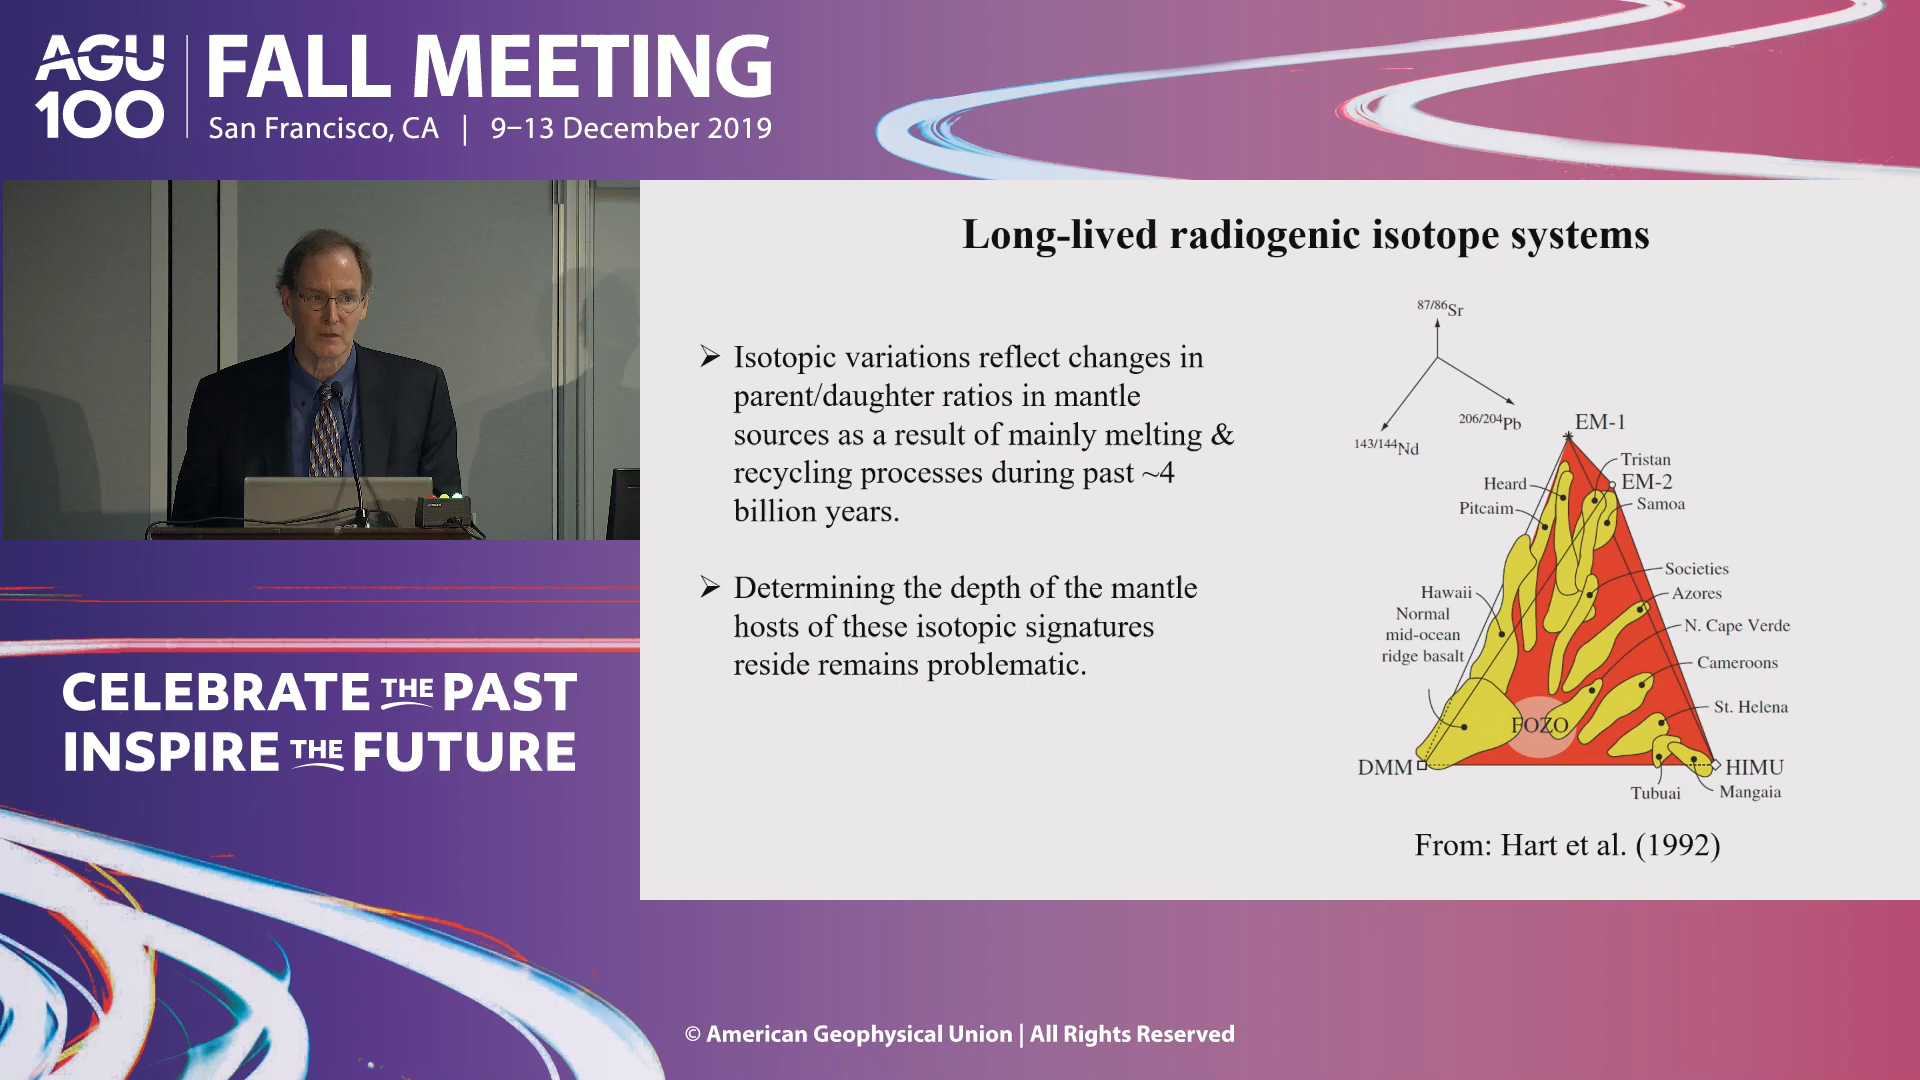 AGU
100
FALL MEETING
San Francisco, CA | 9–13 December 2019
Long-lived radiogenic isotope systems
➢ Isotopic variations reflect changes in
parent/daughter ratios in mantle
sources as a result of mainly melting &
recycling processes during past ~4
billion years.
➢ Determining the depth of the mantle
hosts of these isotopic signatures
reside remains problematic.
87/86Sr
206/204Pb
143/144Nd
EM-1
Tristan
EM-2
Samoa
Heard
Pitcaim
Societies
Azores
Hawaii
Normal
mid-ocean
ridge basalt
N. Cape Verde
Cameroons
St. Helena
FOZO
DMM
HIMU
Tubuai
Mangaia
From: Hart et al. (1992)
CELEBRATE THE PAST
INSPIRE THE FUTURE
© American Geophysical Union | All Rights Reserved